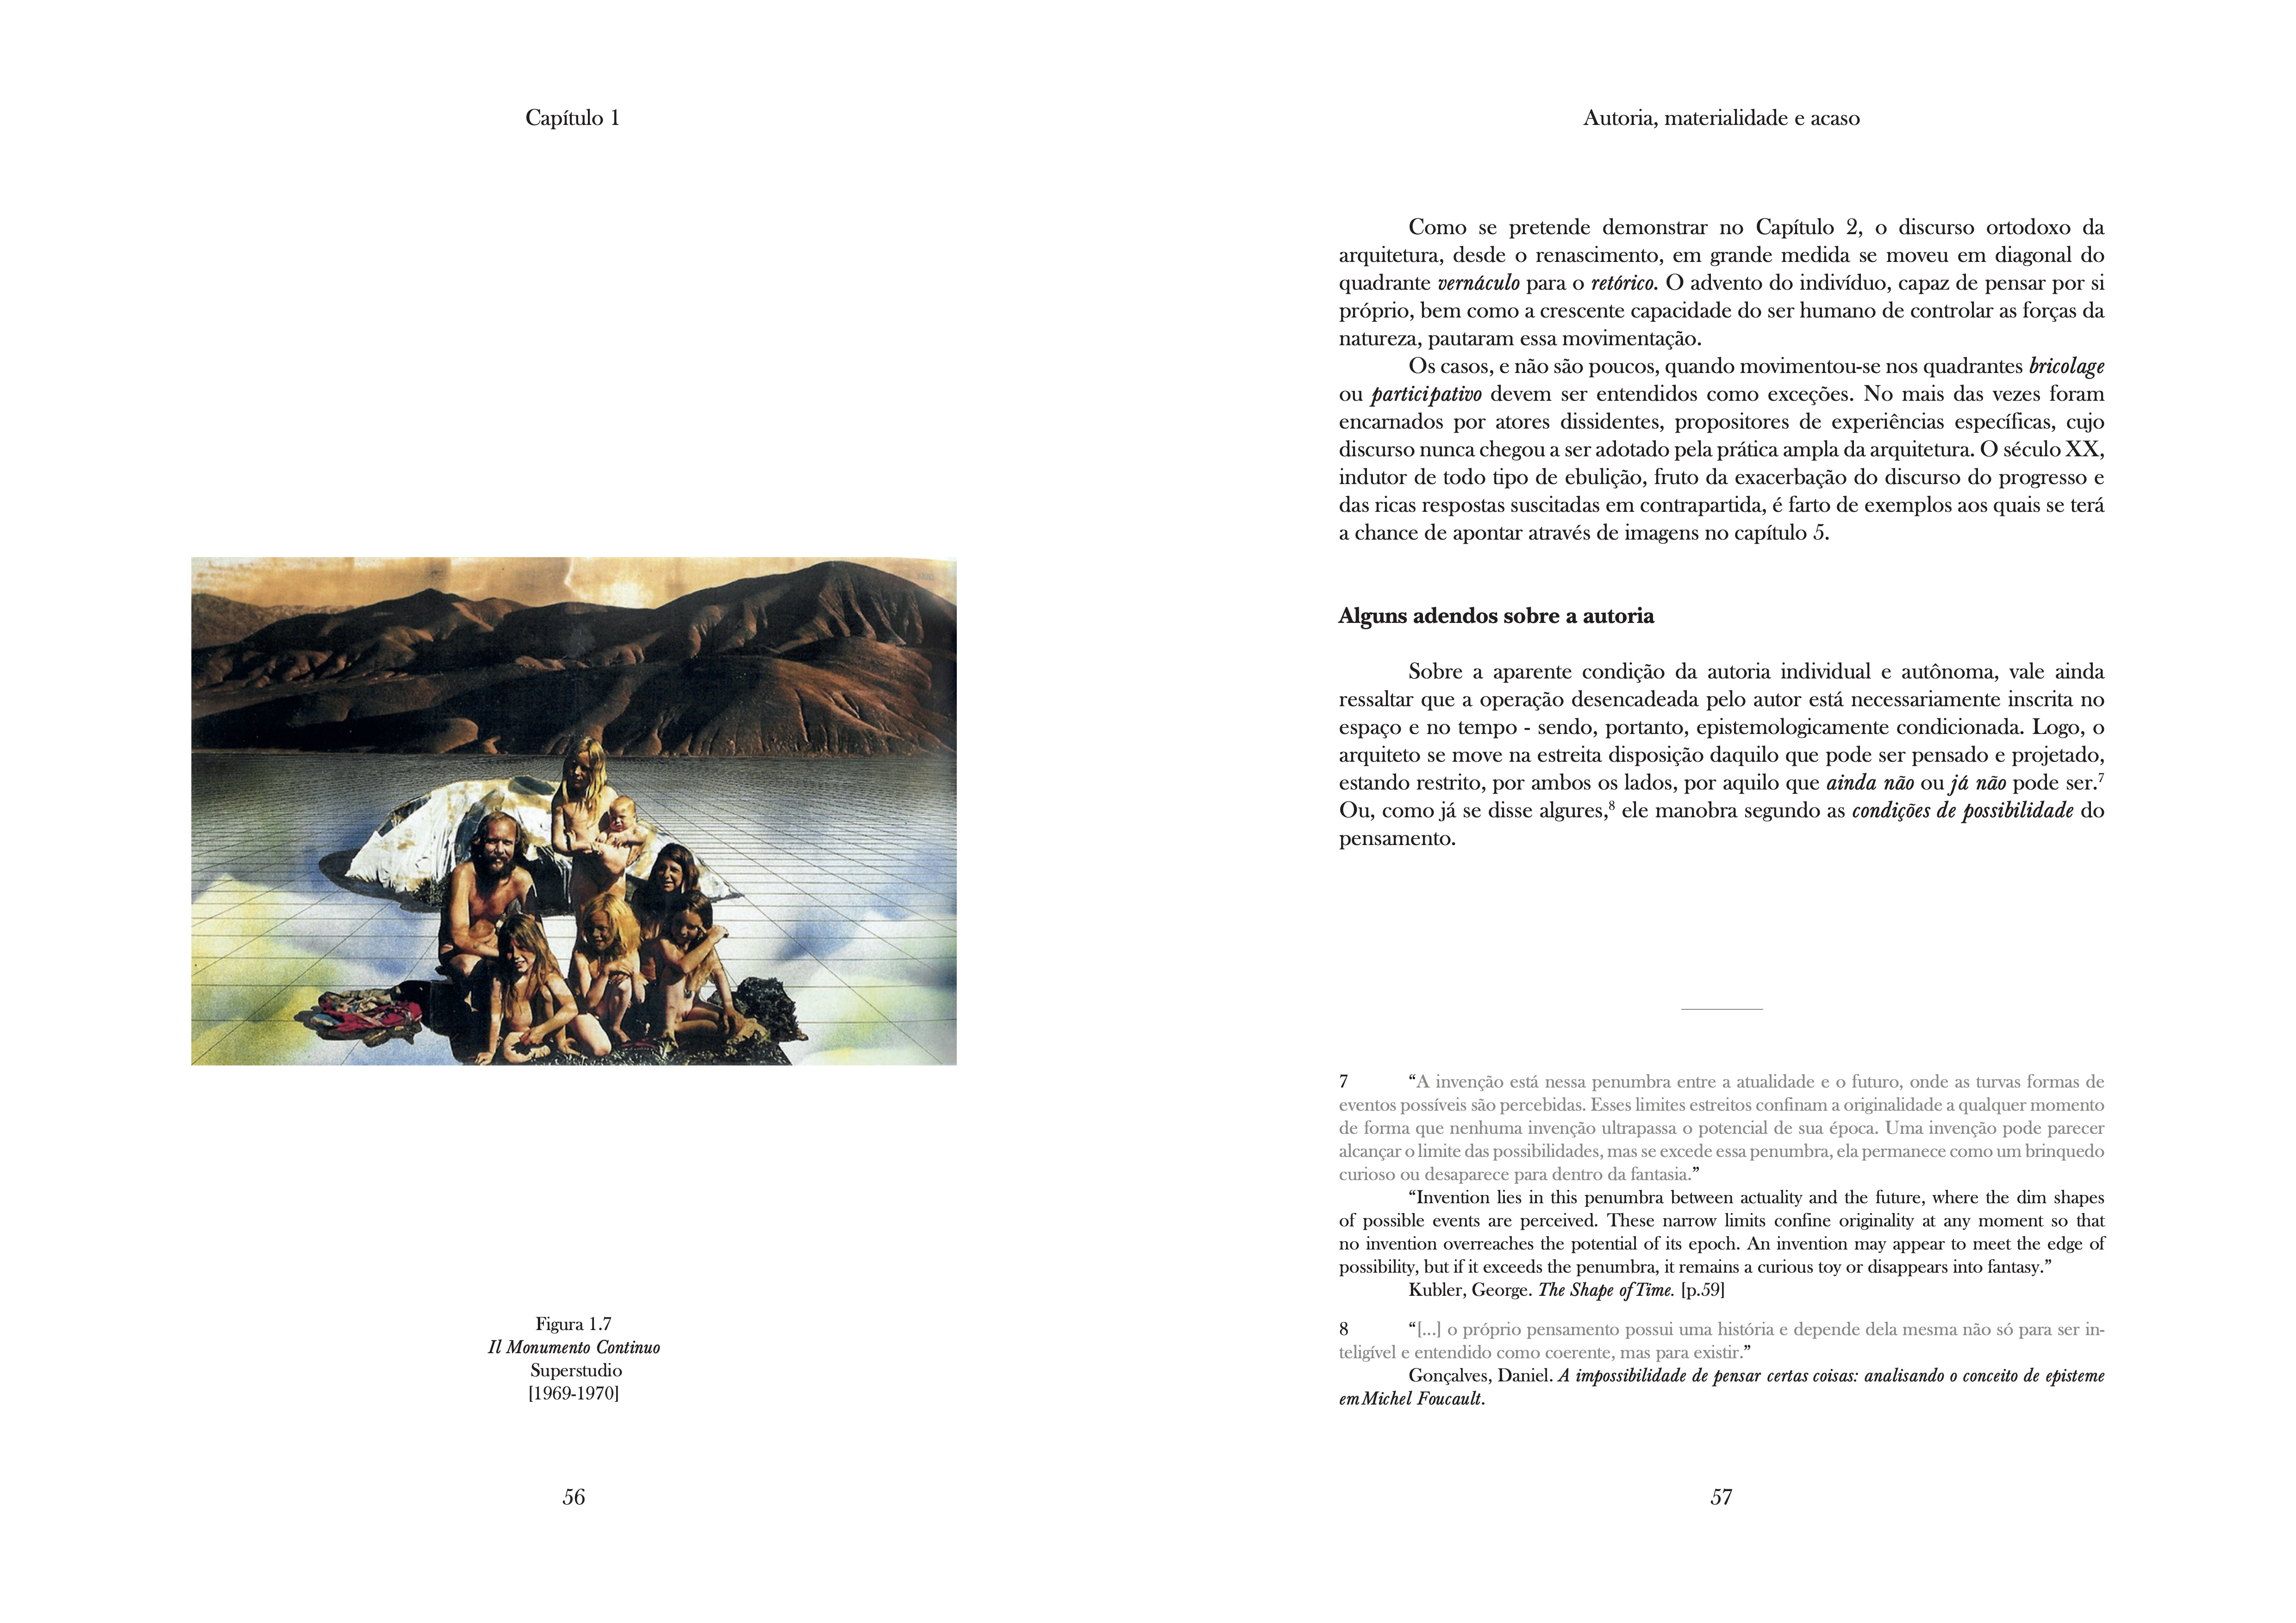 Capítulo 1
Figura 1.7
Il Monumento Continuo
Superstudio
[1969-1970]
56
Autoria, materialidade e acaso
Como se pretende demonstrar no Capítulo 2, o discurso ortodoxo da
arquitetura, desde o renascimento, em grande medida se moveu em diagonal do
quadrante vernáculo para o retórico. O advento do indivíduo, capaz de pensar por si
próprio, bem como a crescente capacidade do ser humano de controlar as forças da
natureza, pautaram essa movimentação.
Os casos, e não são poucos, quando movimentou-se nos quadrantes bricolage
ou participativo devem ser entendidos como exceções. No mais das vezes foram
encarnados por atores dissidentes, propositores de experiências específicas, cujo
discurso nunca chegou a ser adotado pela prática ampla da arquitetura. O século XX,
indutor de todo tipo de ebulição, fruto da exacerbação do discurso do progresso e
das ricas respostas suscitadas em contrapartida, é farto de exemplos aos quais se terá
a chance de apontar através de imagens no capítulo 5.
Alguns adendos sobre a autoria
Sobre a aparente condição da autoria individual e autônoma, vale ainda
ressaltar que a operação desencadeada pelo autor está necessariamente inscrita no
espaço e no tempo - sendo, portanto, epistemologicamente condicionada. Logo, o
arquiteto se move na estreita disposição daquilo que pode ser pensado e projetado,
estando restrito, por ambos os lados, por aquilo que ainda não ou já não pode ser.7
Ou, como já se disse algures,8 ele manobra segundo as condições de possibilidade do
pensamento.
7 “A invenção está nessa penumbra entre a atualidade e o futuro, onde as turvas formas de
eventos possíveis são percebidas. Esses limites estreitos confinam a originalidade a qualquer momento
de forma que nenhuma invenção ultrapassa o potencial de sua época. Uma invenção pode parecer
alcançar o limite das possibilidades, mas se excede essa penumbra, ela permanece como um brinquedo
curioso ou desaparece para dentro da fantasia.”
“Invention lies in this penumbra between actuality and the future, where the dim shapes
of possible events are perceived. These narrow limits confine originality at any moment so that
no invention overreaches the potential of its epoch. An invention may appear to meet the edge of
possibility, but if it exceeds the penumbra, it remains a curious toy or disappears into fantasy.”
Kubler, George. The Shape of Time. [p.59]
8 “[...] o próprio pensamento possui uma história e depende dela mesma não só para ser in-
teligível e entendido como coerente, mas para existir.”
Gonçalves, Daniel. A impossibilidade de pensar certas coisas: analisando o conceito de episteme
em Michel Foucault.
57